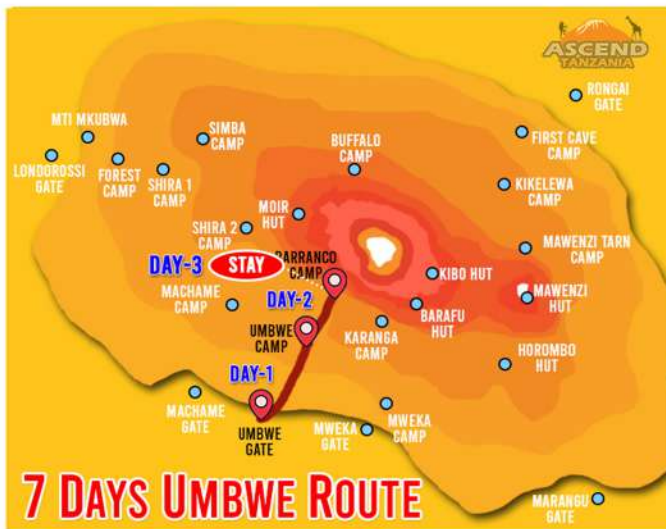 ASCEND
TANZANIA
RONGAI
GATE
MTI MKUBWA
SIMBA
CAMP
FIRST CAVE
CAMP
BUFFALO
CAMP
LONDOROSSI
GATE
FOREST
CAMP
SHIRA 1
CAMP
KIKELEWA
CAMP
MOIR
HUT
SHIRA 2
CAMP
MAWENZI TARN
CAMP
DAY-3
STAY
BARRANCO
CAMP
KIBO HUT
MACHAME
CAMP
DAY-2
MAWENZI
HUT
BARAFU
HUT
UMBWE
CAMP
KARANGA
CAMP
HOROMBO
HUT
DAY-1
MACHAME
GATE
UMBWE
GATE
MWEKA
GATE
MWEKA
CAMP
MARANGU
GATE
7 DAYS UMBWE ROUTE